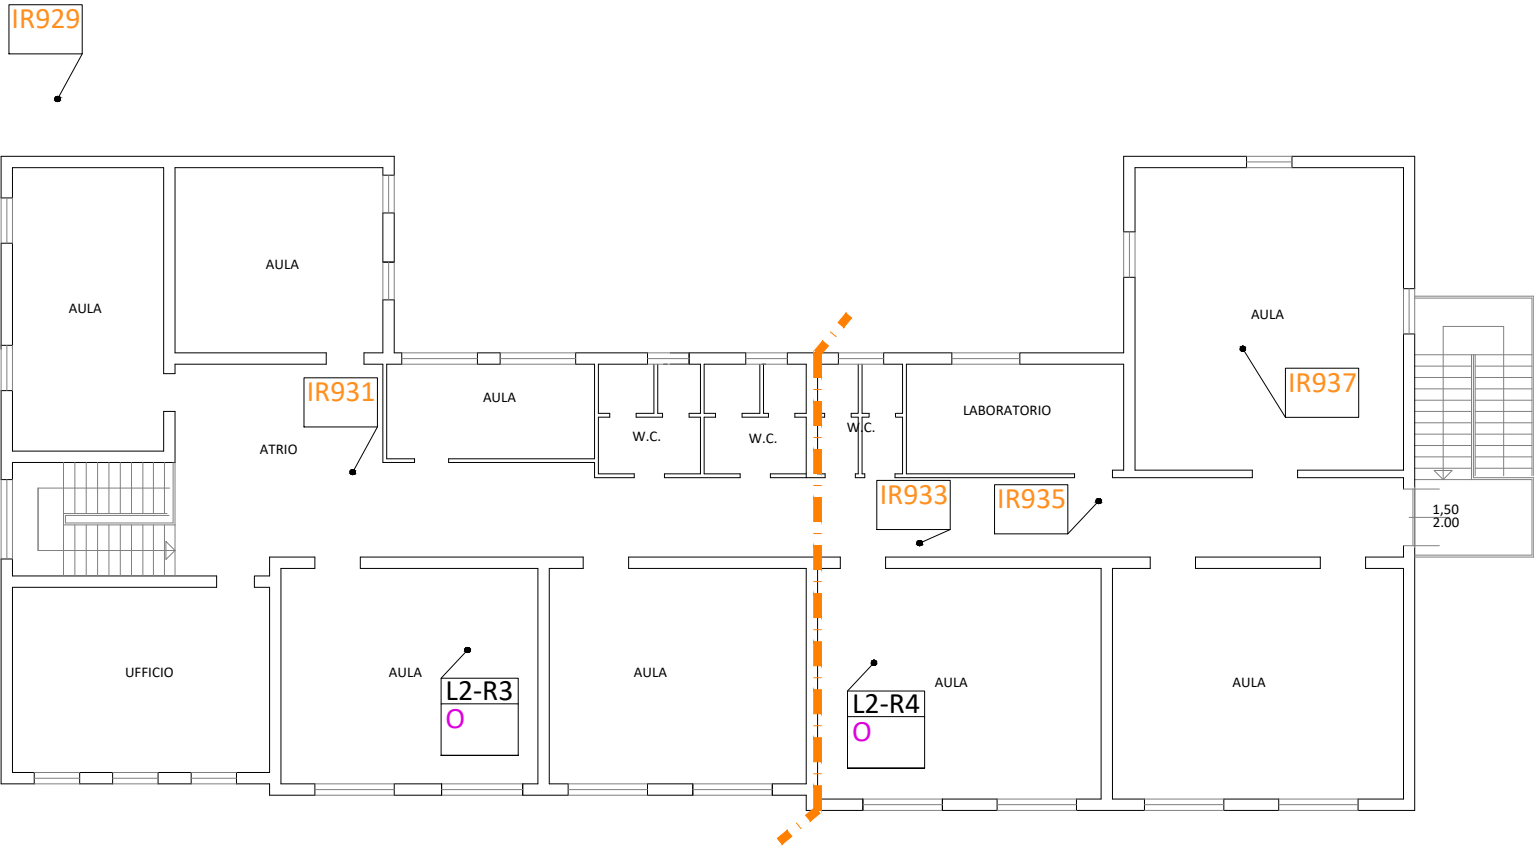 IR929
AULA
AULA
AULA
IR931
IR937
AULA
LABORATORIO
W.C.
W.C.
W.C.
ATRIO
IR933
IR935
1,50
2.00
UFFICIO
AULA
AULA
AULA
AULA
L2-R3
O
L2-R4
O